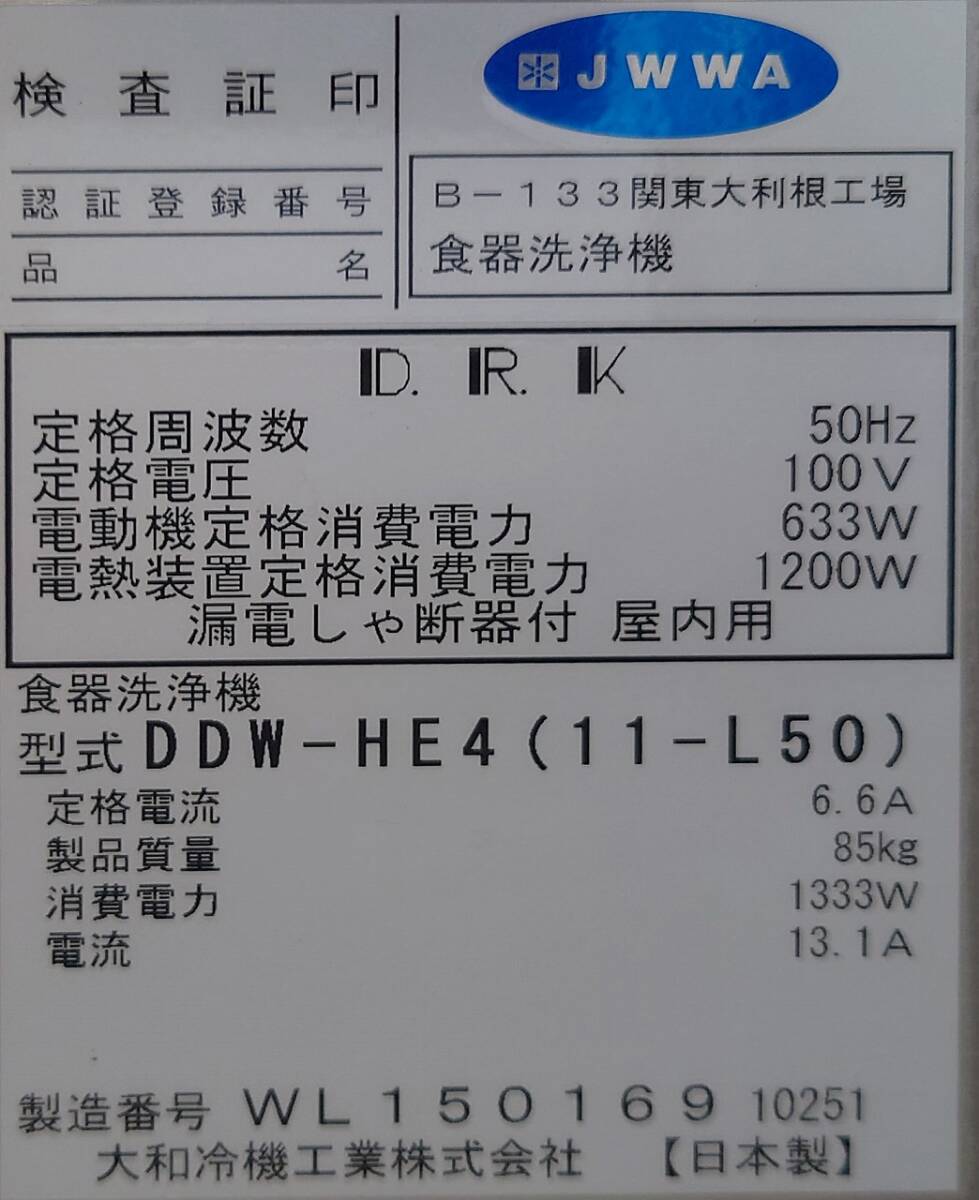 検査証印
JWWA
認証登録番号 B-133関東大利根工場
品名 食器洗浄機
D. R. K
定格周波数 50Hz
定格電圧 100V
電動機定格消費電力 633W
電熱装置定格消費電力 1200W
漏電しゃ断器付 屋内用
食器洗浄機
型式 DDW-HE4(11-L50)
定格電流 6.6A
製品質量 85kg
消費電力 1333W
電流 13.1A
製造番号 WL150169 10251
大和冷機工業株式会社 【日本製】